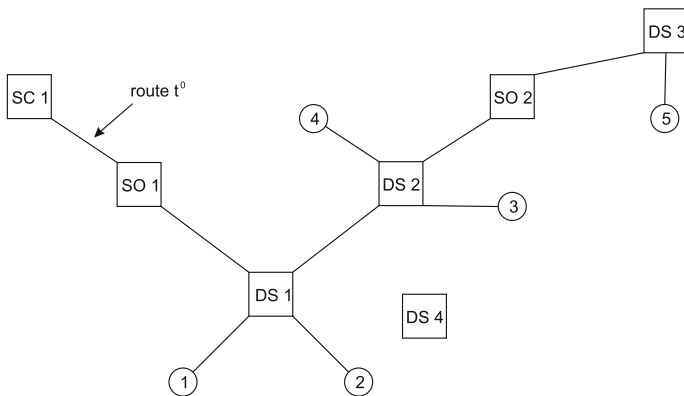 DS 3
SC 1
route t⁰
SO 2
4
5
SO 1
DS 2
3
DS 1
DS 4
1
2